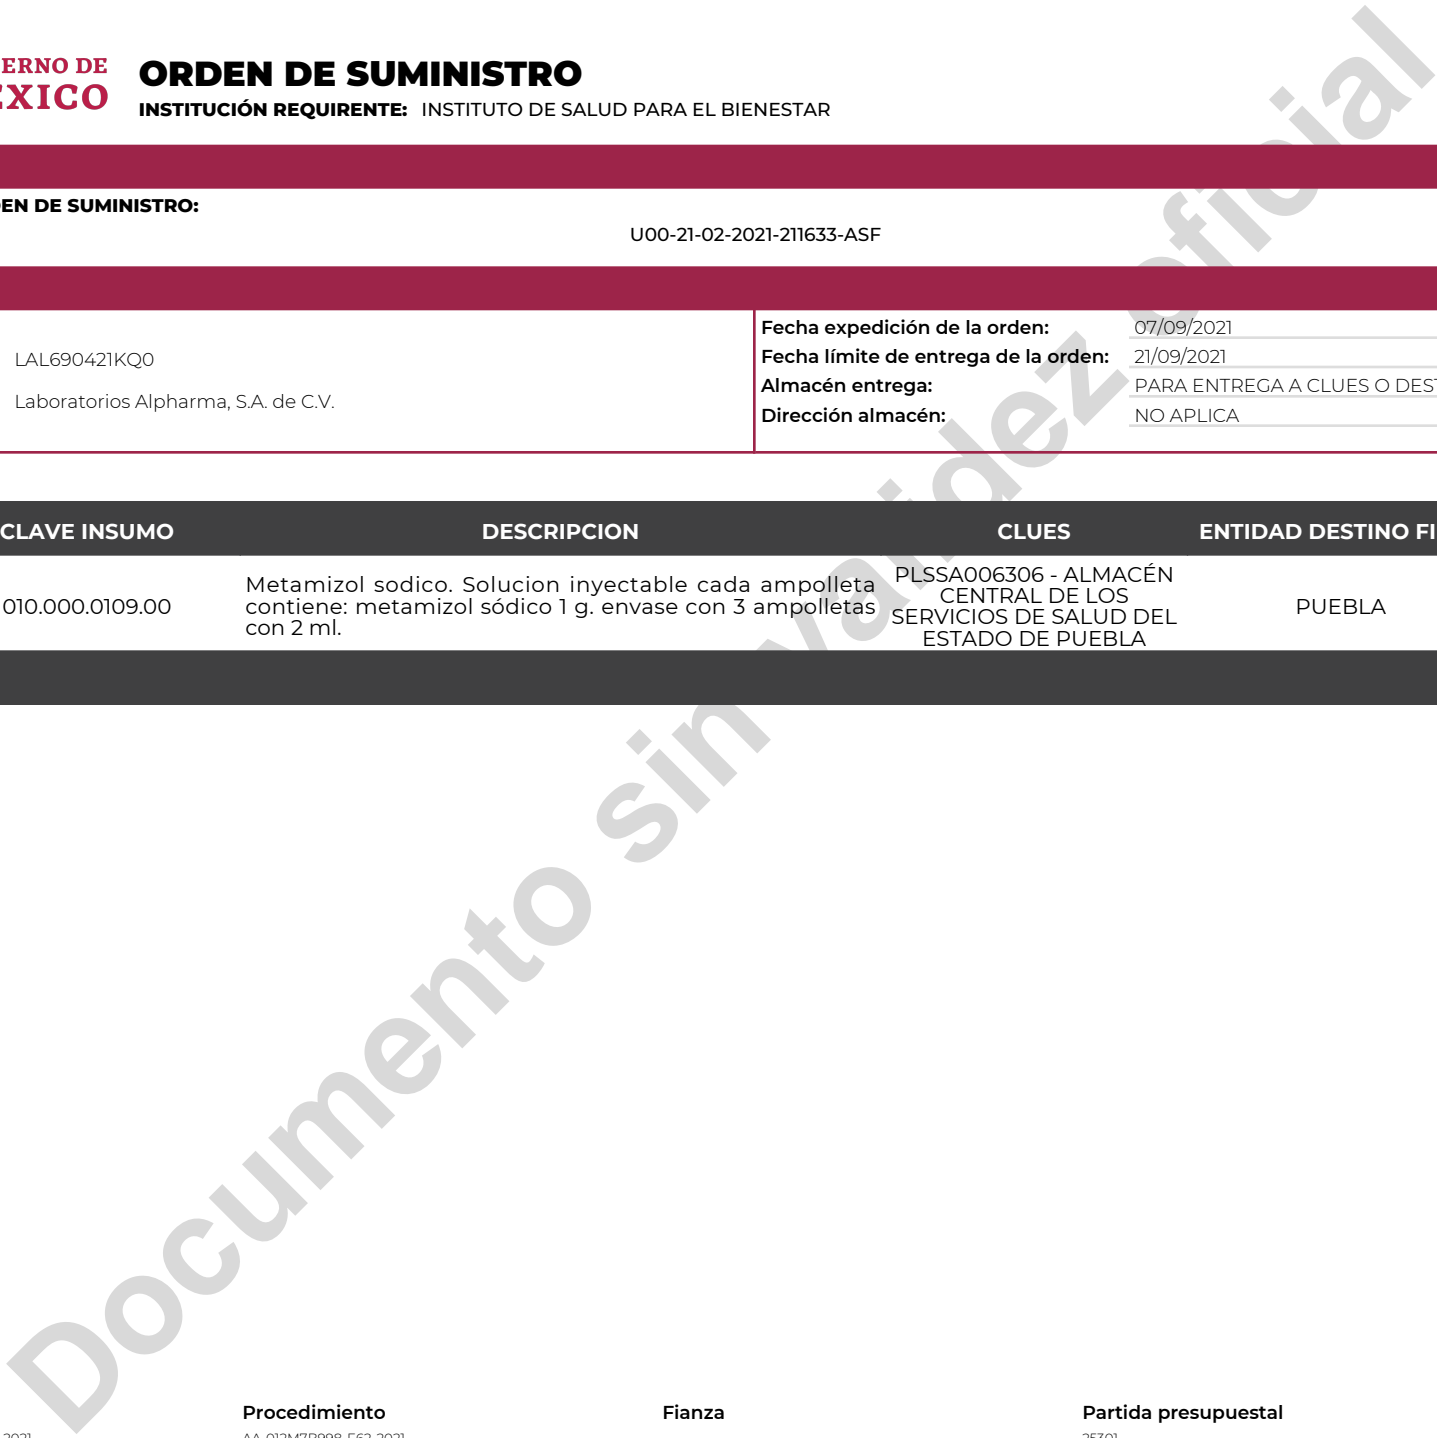 ERNO DE
EXICO
ORDEN DE SUMINISTRO
INSTITUCIÓN REQUIRENTE: INSTITUTO DE SALUD PARA EL BIENESTAR
EN DE SUMINISTRO:
U00-21-02-2021-211633-ASF
LAL690421KQ0
Laboratorios Alpharma, S.A. de C.V.
Fecha expedición de la orden: 07/09/2021
Fecha límite de entrega de la orden: 21/09/2021
Almacén entrega: PARA ENTREGA A CLUES O DEST
Dirección almacén: NO APLICA
CLAVE INSUMO DESCRIPCION CLUES ENTIDAD DESTINO FI
010.000.0109.00
Metamizol sodico. Solucion inyectable cada ampolleta
contiene: metamizol sódico 1 g. envase con 3 ampolletas
con 2 ml.
PLSSA006306 - ALMACÉN
CENTRAL DE LOS
SERVICIOS DE SALUD DEL
ESTADO DE PUEBLA
PUEBLA
Documento sin validez oficial
Procedimiento Fianza Partida presupuestal